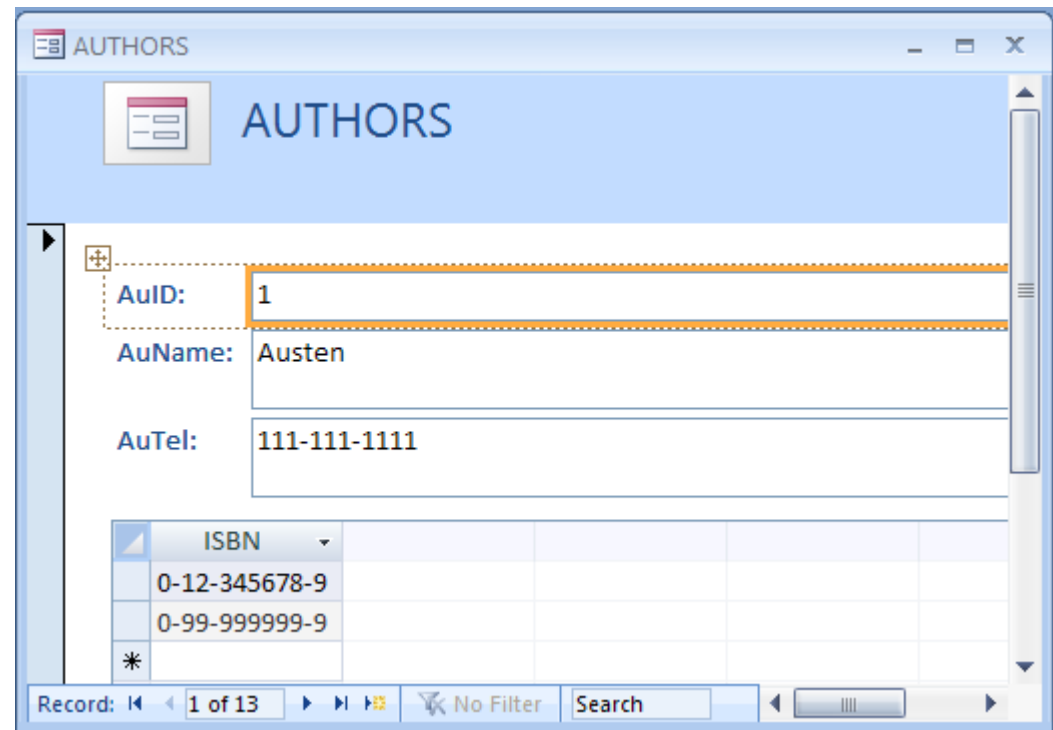 AUTHORS
AUTHORS
AuID: 1
AuName: Austen
AuTel: 111-111-1111
ISBN
0-12-345678-9
0-99-999999-9
Record: 1 of 13 No Filter Search